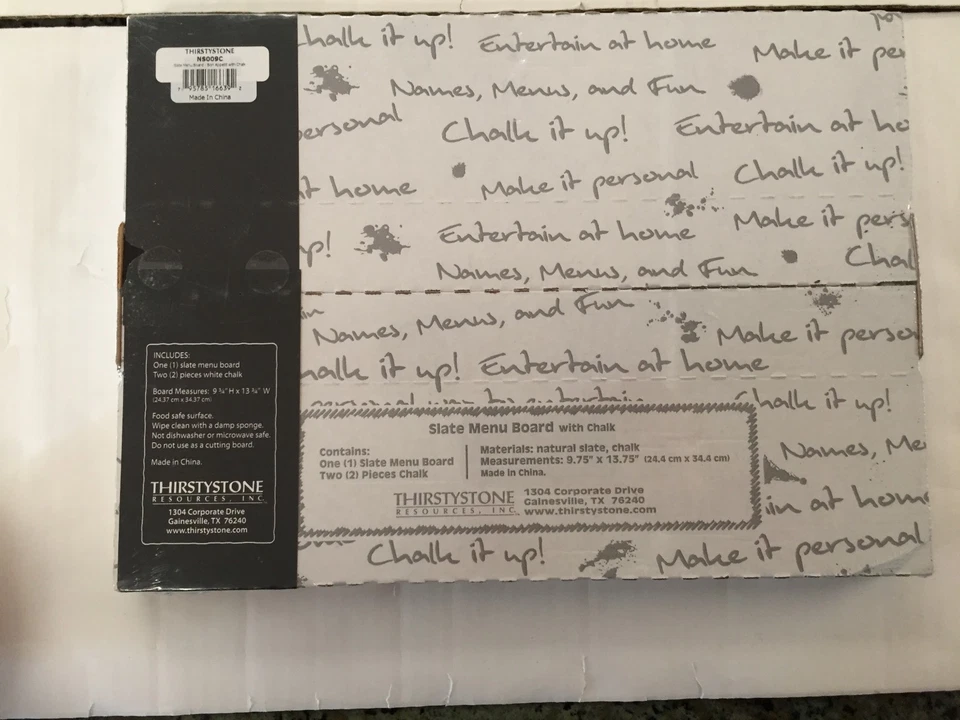 THIRSTYSTONE
N9009C
Made In China
Chalk it up! Entertain at home Make it per
Names, Menus, and Fun
ersonal Chalk it up! Entertain at ho
t home Make it personal Chalk it up!
up! Entertain at home Make it pers
Names, Menus, and Fun Chal
in
Names, Menus, and Fun Make it person
halk it up! Entertain at home
Chalk it up!
Names, Me
in at home
Chalk it up! Make it personal
INCLUDES:
One (1) slate menu board
Two (2) pieces white chalk
Board Measures: 9 ¾" H x 13 ¾" W
(24.37 cm x 34.37 cm)
Food safe surface.
Wipe clean with a damp sponge.
Not dishwasher or microwave safe.
Do not use as a cutting board.
Made in China.
THIRSTYSTONE
RESOURCES, INC.
1304 Corporate Drive
Gainesville, TX 76240
www.thirstystone.com
Slate Menu Board with Chalk
Contains:
One (1) Slate Menu Board
Two (2) Pieces Chalk
Materials: natural slate, chalk
Measurements: 9.75" X 13.75" (24.4 cm x 34.4 cm)
Made in China.
THIRSTYSTONE
RESOURCES, INC.
1304 Corporate Drive
Gainesville, TX 76240
www.thirstystone.com